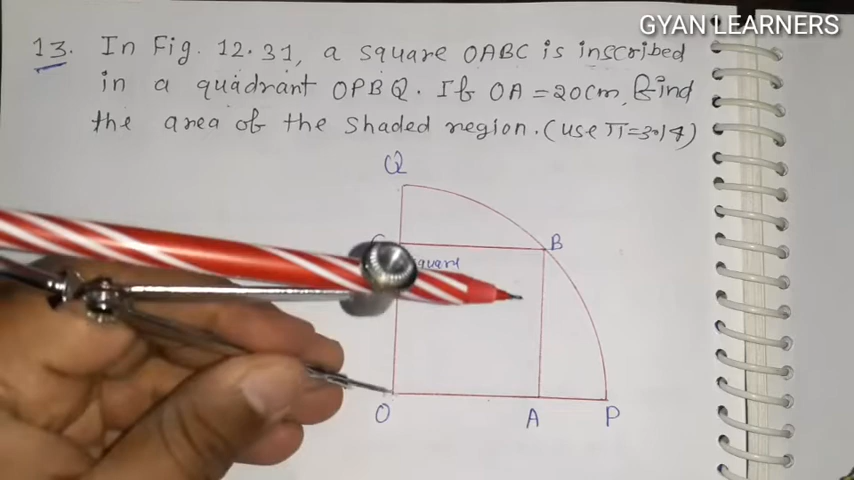 GYAN LEARNERS
13. In Fig. 12.31, a square OABC is inscribed
in a quadrant OPBQ. If OA = 20cm, find
the area of the shaded region. (use π=3.14)
Q
C B
square
O A P